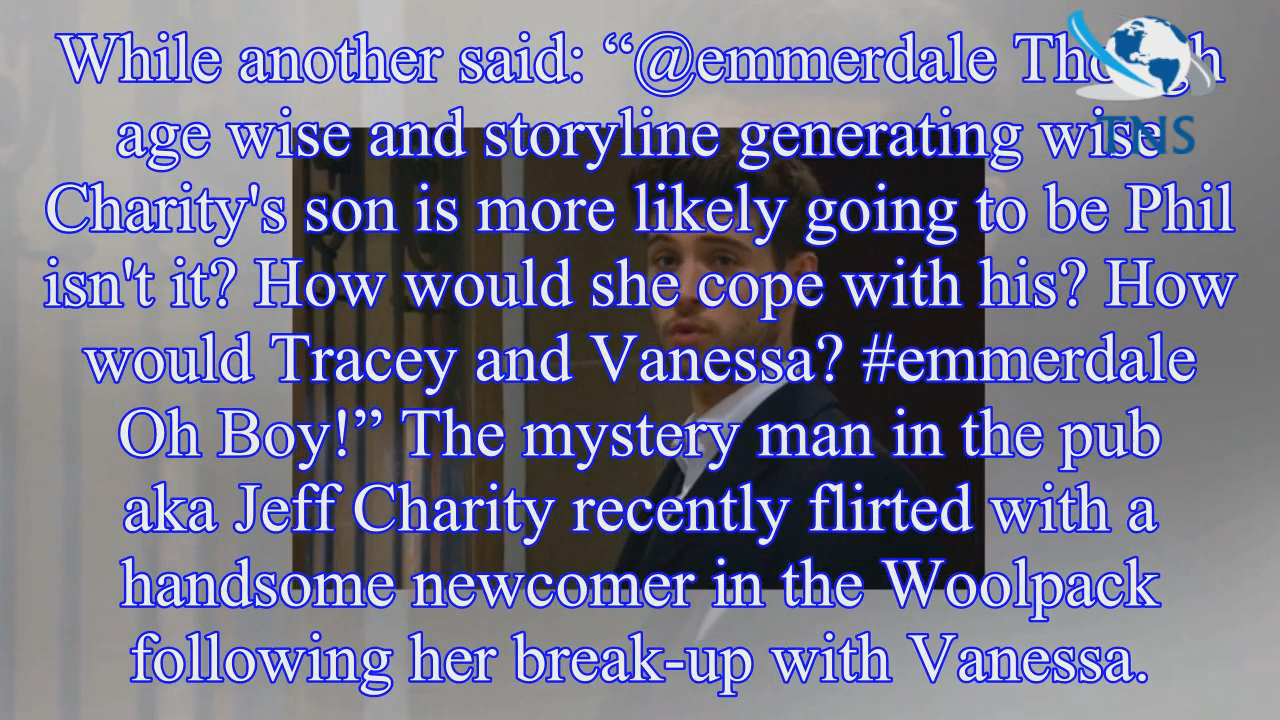 While another said: “@emmerdale Though
age wise and storyline generating wise
Charity's son is more likely going to be Phil
isn't it? How would she cope with his? How
would Tracey and Vanessa? #emmerdale
Oh Boy!” The mystery man in the pub
aka Jeff Charity recently flirted with a
handsome newcomer in the Woolpack
following her break-up with Vanessa.
TNS